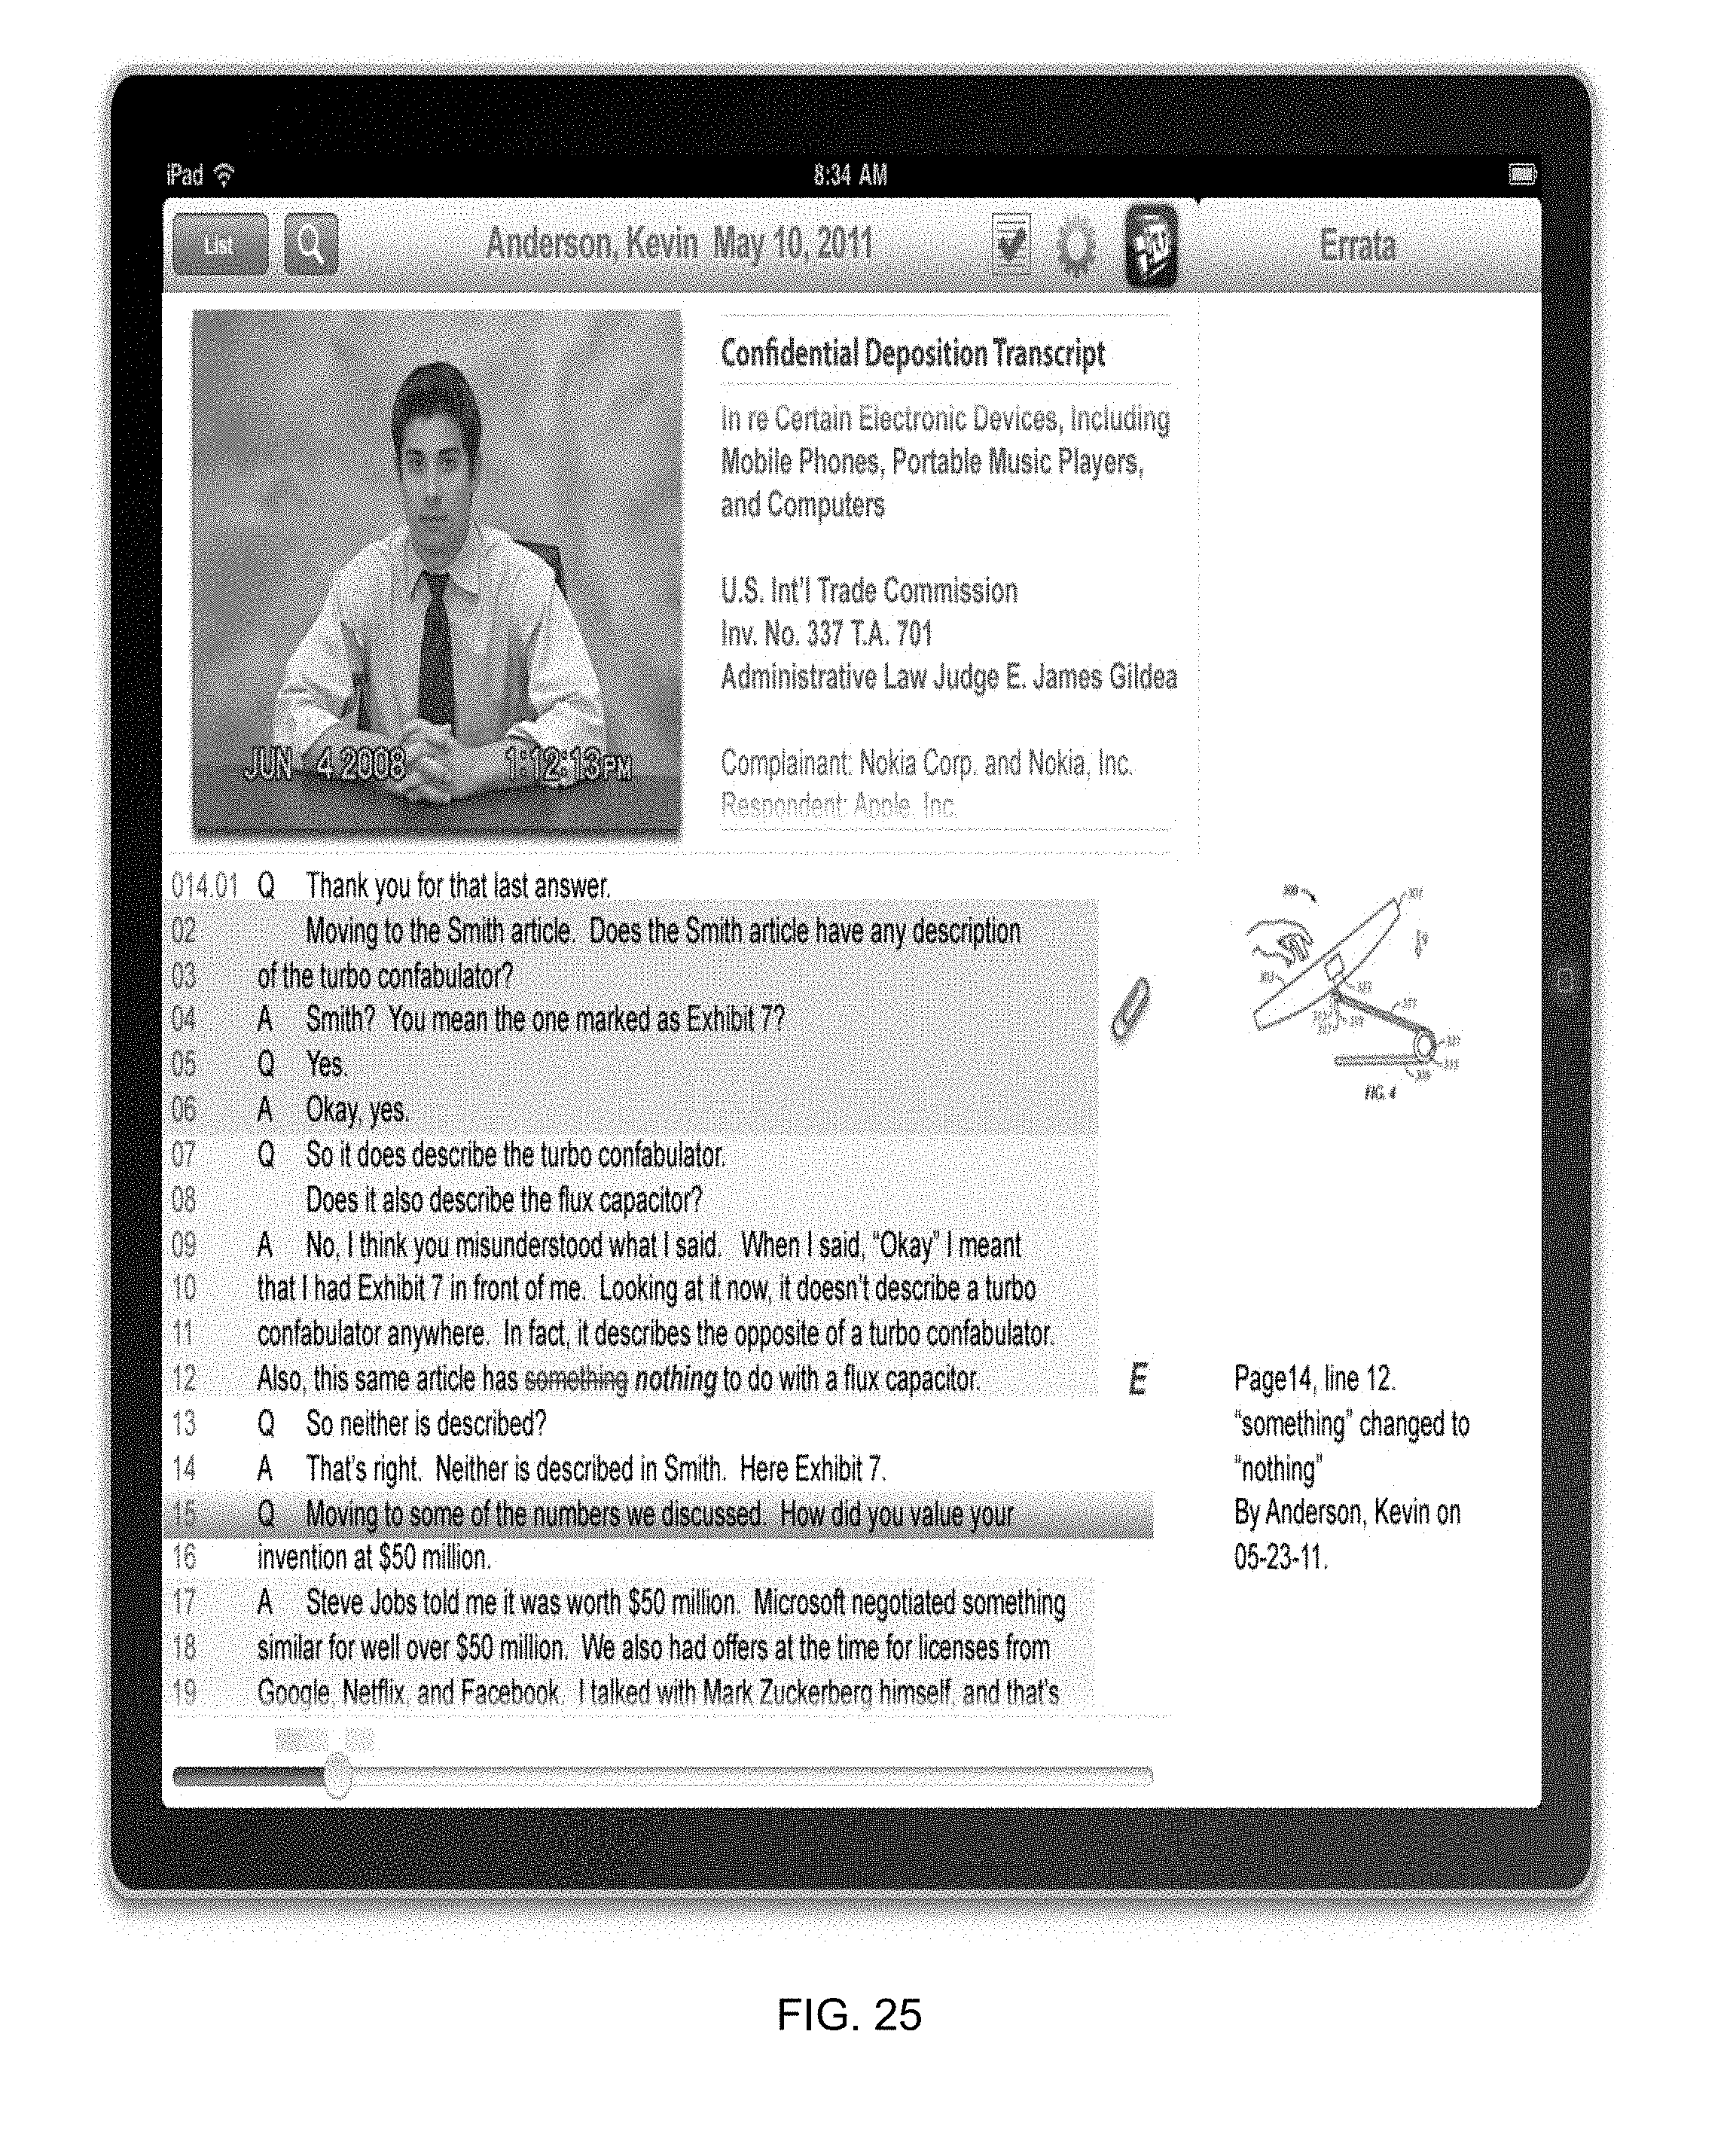 iPad
8:34 AM
List
Anderson, Kevin May 10, 2011
Errata
Confidential Deposition Transcript
In re Certain Electronic Devices, Including
Mobile Phones, Portable Music Players,
and Computers
U.S. Int'l Trade Commission
Inv. No. 337 T.A. 701
Administrative Law Judge E. James Gildea
Complainant: Nokia Corp. and Nokia, Inc.
Respondent: Apple, Inc.
JUN 4 2008 1:12:13 PM
014.01 Q Thank you for that last answer.
02 Moving to the Smith article. Does the Smith article have any description
03 of the turbo confabulator?
04 A Smith? You mean the one marked as Exhibit 7?
05 Q Yes.
06 A Okay, yes.
07 Q So it does describe the turbo confabulator.
08 Does it also describe the flux capacitor?
09 A No, I think you misunderstood what I said. When I said, “Okay” I meant
10 that I had Exhibit 7 in front of me. Looking at it now, it doesn't describe a turbo
11 confabulator anywhere. In fact, it describes the opposite of a turbo confabulator.
12 Also, this same article has something nothing to do with a flux capacitor.
13 Q So neither is described?
14 A That's right. Neither is described in Smith. Here Exhibit 7.
15 Q Moving to some of the numbers we discussed. How did you value your
16 invention at $50 million.
17 A Steve Jobs told me it was worth $50 million. Microsoft negotiated something
18 similar for well over $50 million. We also had offers at the time for licenses from
19 Google, Netflix, and Facebook. I talked with Mark Zuckerberg himself, and that's
FIG. 4
E
Page14, line 12.
“something” changed to
“nothing”
By Anderson, Kevin on
05-23-11.
FIG. 25